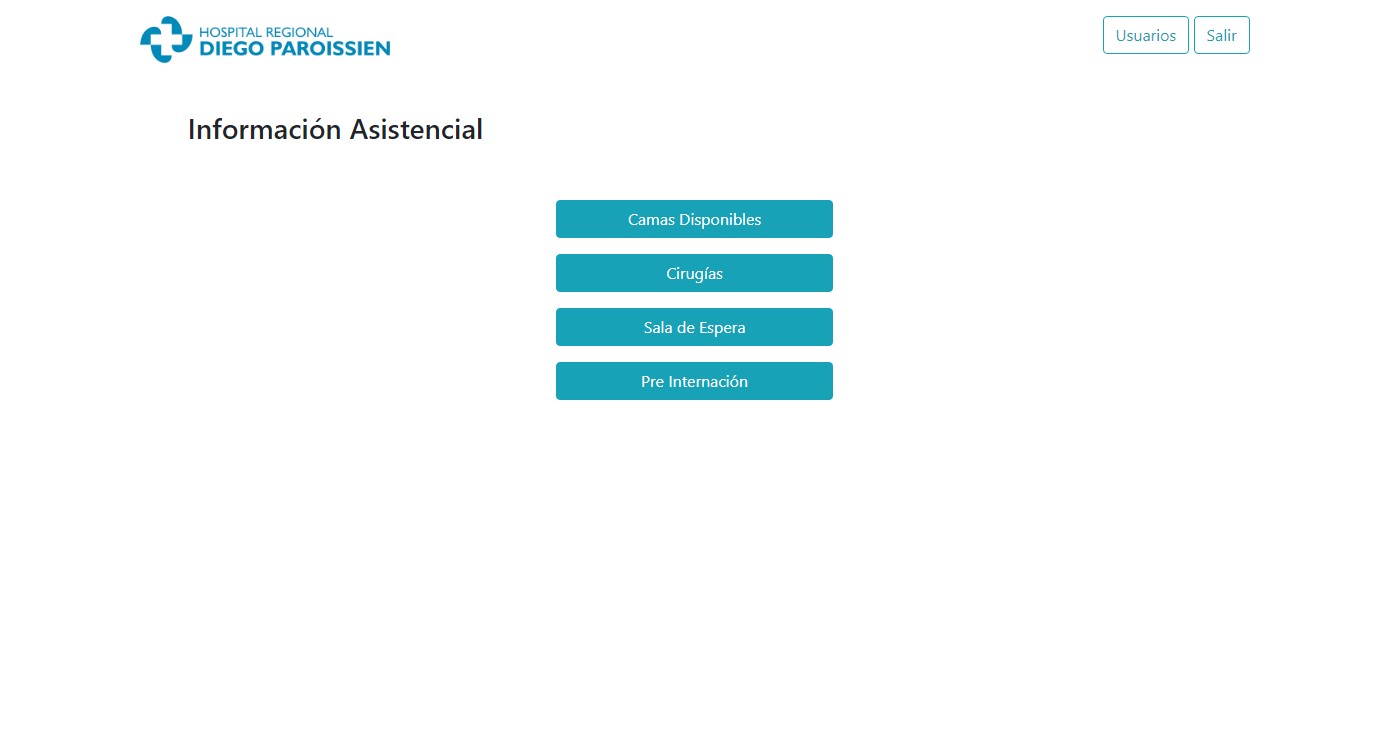 HOSPITAL REGIONAL
DIEGO PAROISSIEN
Usuarios
Salir
Información Asistencial
Camas Disponibles
Cirugías
Sala de Espera
Pre Internación